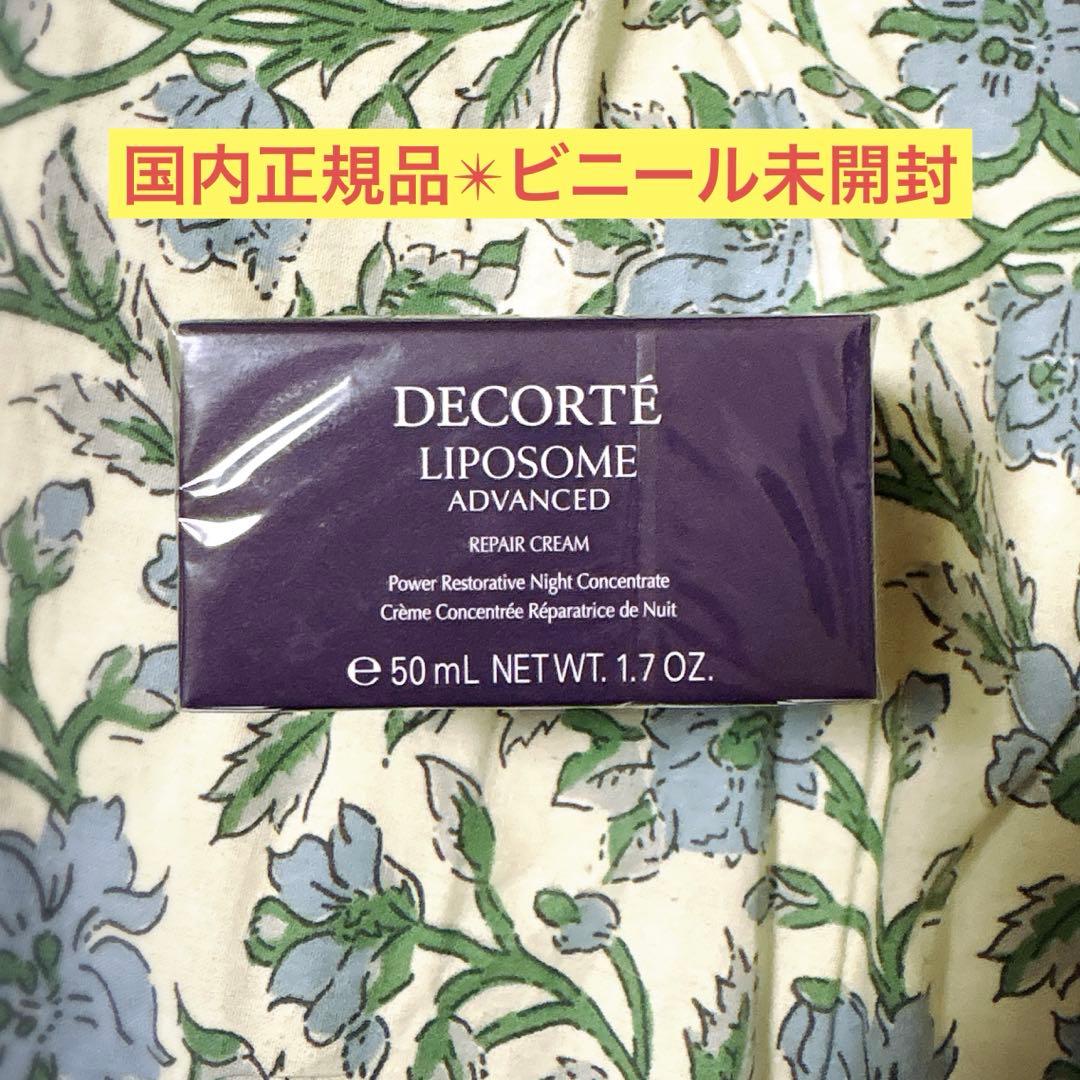 国内正規品✴ビニール未開封
DECORTÉ
LIPOSOME
ADVANCED
REPAIR CREAM
Power Restorative Night Concentrate
Crème Concentrée Réparatrice de Nuit
℮ 50 mL NET WT. 1.7 OZ.